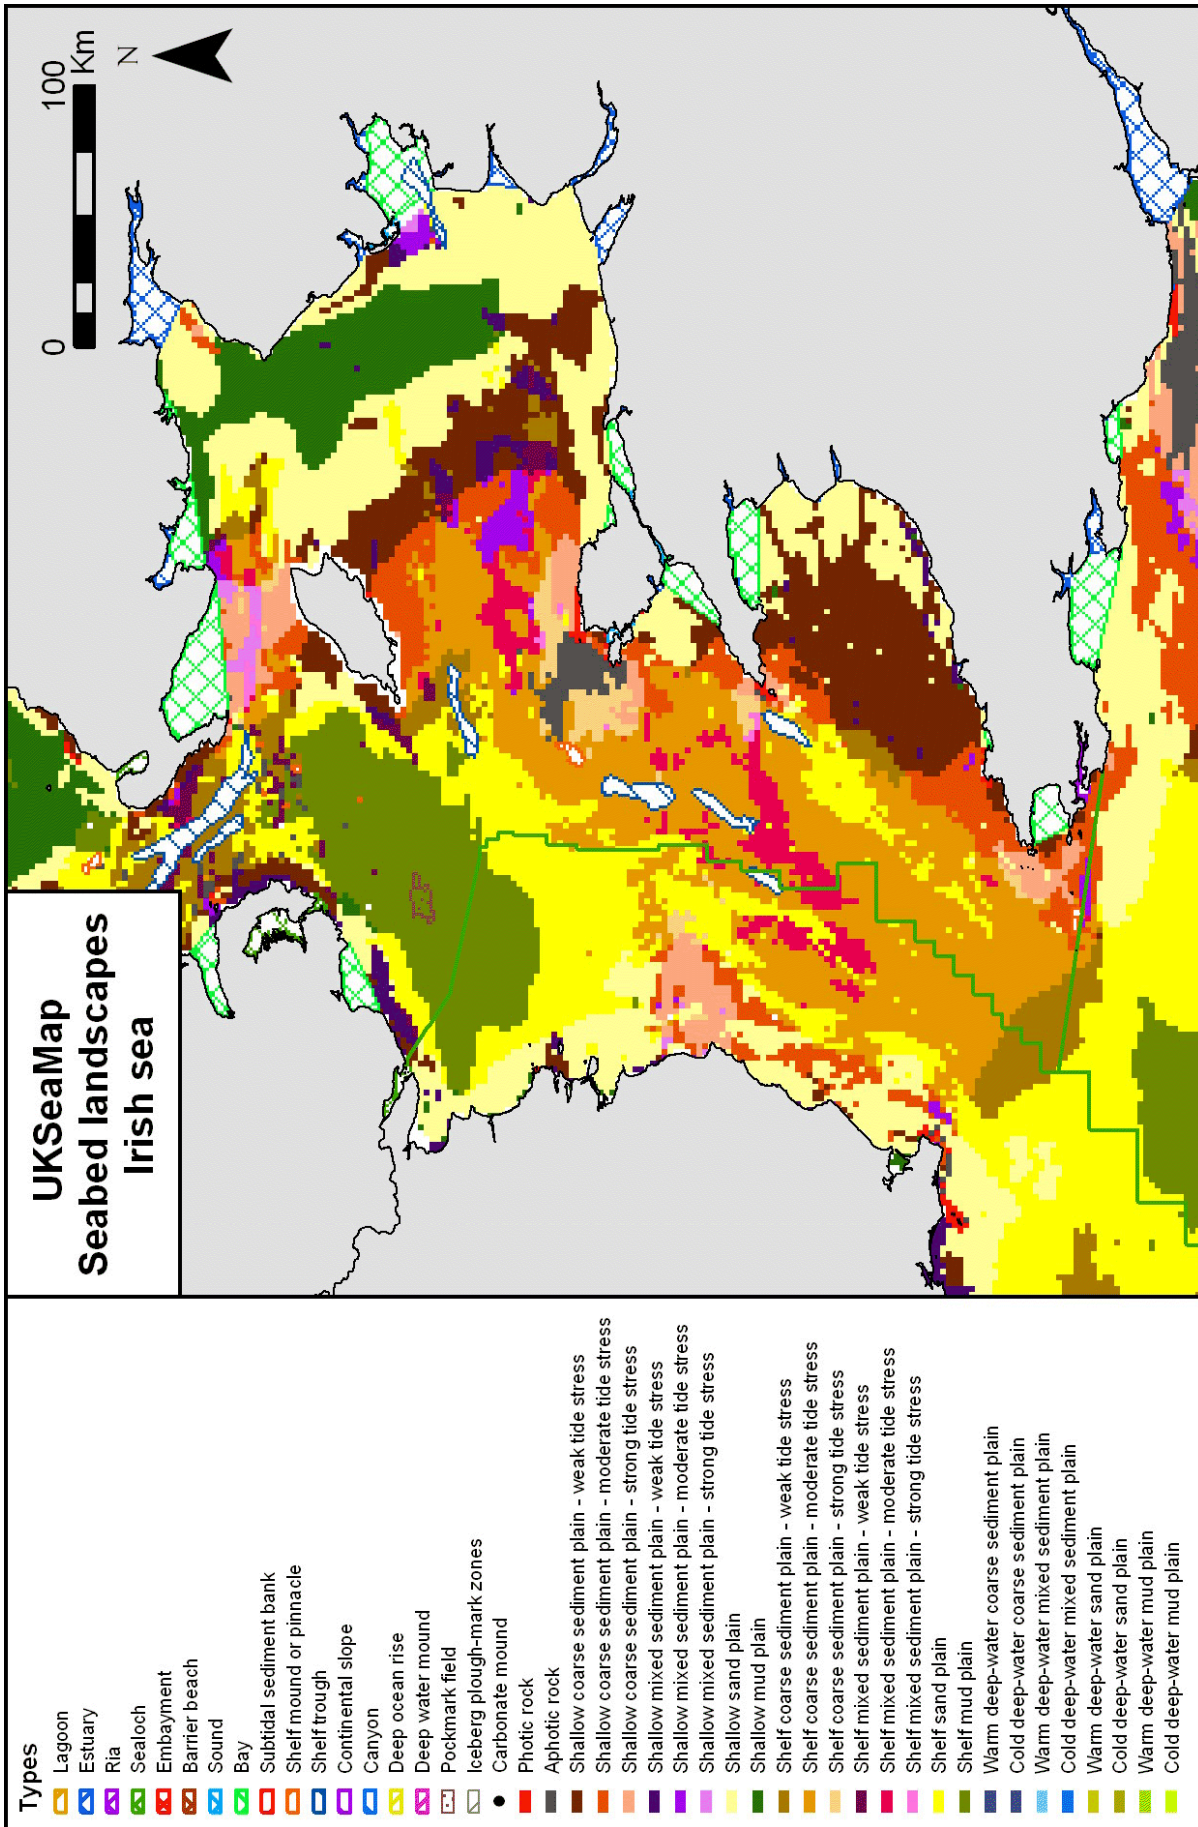 UKSeaMap
Seabed landscapes
Irish sea
0
100
Km
N
Types
Lagoon
Estuary
Ria
Sealoch
Embayment
Barrier beach
Sound
Bay
Subtidal sediment bank
Shelf mound or pinnacle
Shelf trough
Continental slope
Canyon
Deep ocean rise
Deep water mound
Pockmark field
Iceberg plough-mark zones
Carbonate mound
Photic rock
Aphotic rock
Shallow coarse sediment plain - weak tide stress
Shallow coarse sediment plain - moderate tide stress
Shallow coarse sediment plain - strong tide stress
Shallow mixed sediment plain - weak tide stress
Shallow mixed sediment plain - moderate tide stress
Shallow mixed sediment plain - strong tide stress
Shallow sand plain
Shallow mud plain
Shelf coarse sediment plain - weak tide stress
Shelf coarse sediment plain - moderate tide stress
Shelf coarse sediment plain - strong tide stress
Shelf mixed sediment plain - weak tide stress
Shelf mixed sediment plain - moderate tide stress
Shelf mixed sediment plain - strong tide stress
Shelf sand plain
Shelf mud plain
Warm deep-water coarse sediment plain
Cold deep-water coarse sediment plain
Warm deep-water mixed sediment plain
Cold deep-water mixed sediment plain
Warm deep-water sand plain
Cold deep-water sand plain
Warm deep-water mud plain
Cold deep-water mud plain